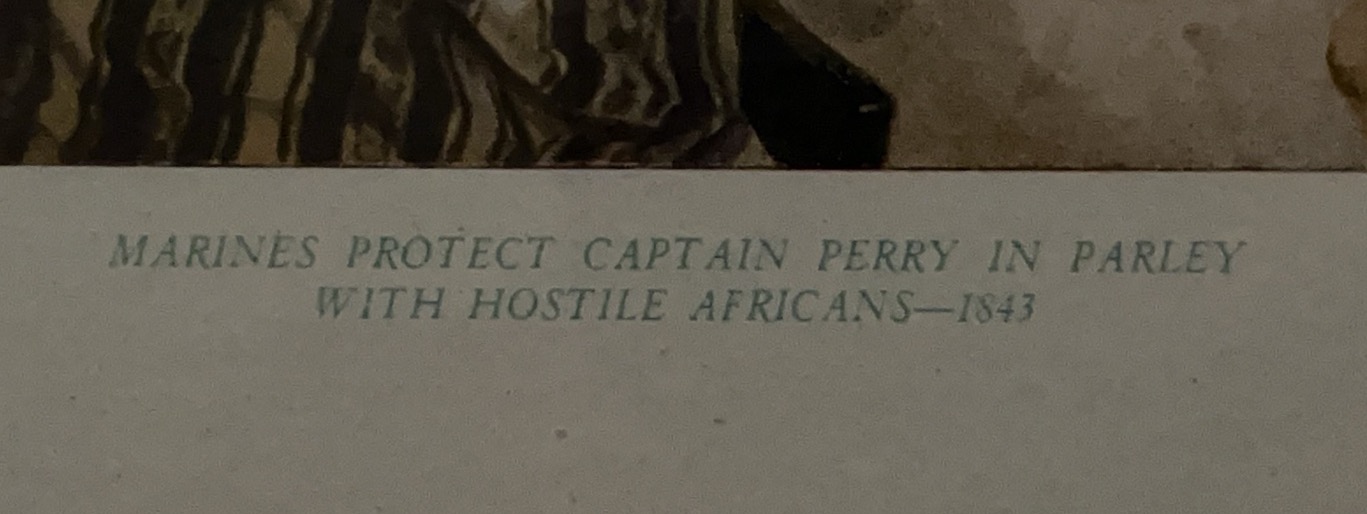 MARINES PROTECT CAPTAIN PERRY IN PARLEY
WITH HOSTILE AFRICANS—1843